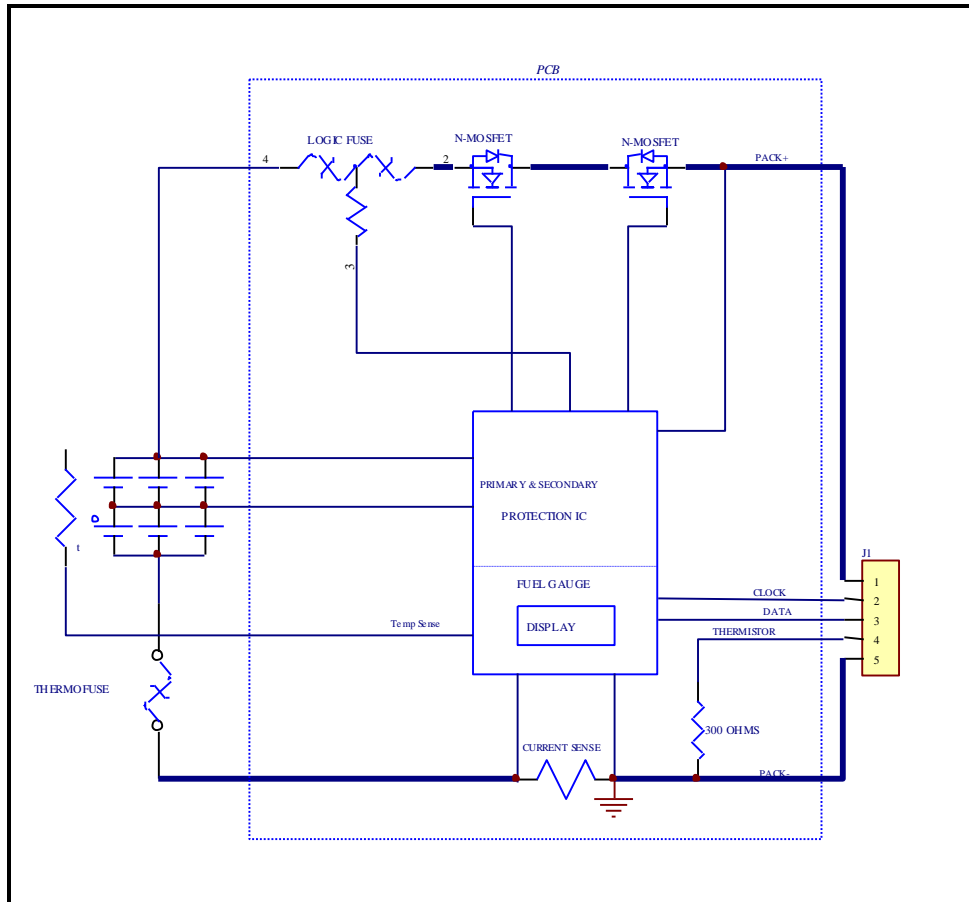 PCB
LOGIC FUSE
N-MOSFET
N-MOSFET
4
2
PACK+
3
PRIMARY & SECONDARY
PROTECTION IC
t
J1
FUEL GAUGE
1
CLOCK
2
DATA
3
Temp Sense
DISPLAY
THERMISTOR
4
5
THERMOFUSE
300 OHMS
CURRENT SENSE
PACK-